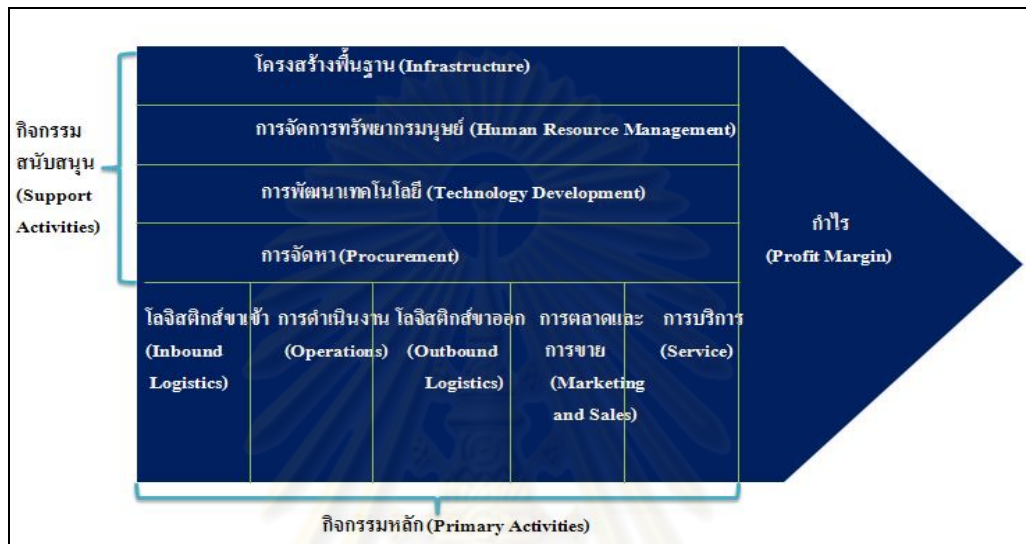 โครงสร้างพื้นฐาน (Infrastructure)
การจัดการทรัพยากรมนุษย์ (Human Resource Management)
การพัฒนาเทคโนโลยี (Technology Development)
การจัดหา (Procurement)
กิจกรรม
สนับสนุน
(Support
Activities)
กำไร
(Profit Margin)
โลจิสติกส์ขาเข้า
(Inbound
Logistics)
การดำเนินงาน
(Operations)
โลจิสติกส์ขาออก
(Outbound
Logistics)
การตลาดและ
การขาย
(Marketing
and Sales)
การบริการ
(Service)
กิจกรรมหลัก (Primary Activities)